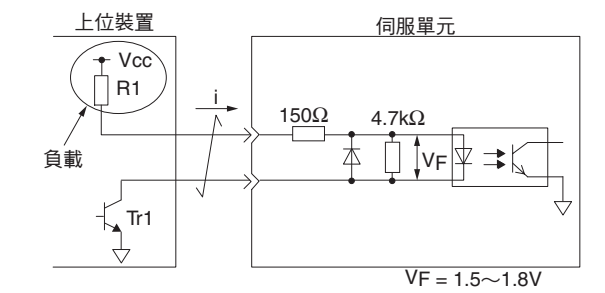 上位裝置
伺服單元
Vcc
R1
i
150Ω
4.7kΩ
負載
VF
Tr1
VF = 1.5～1.8V